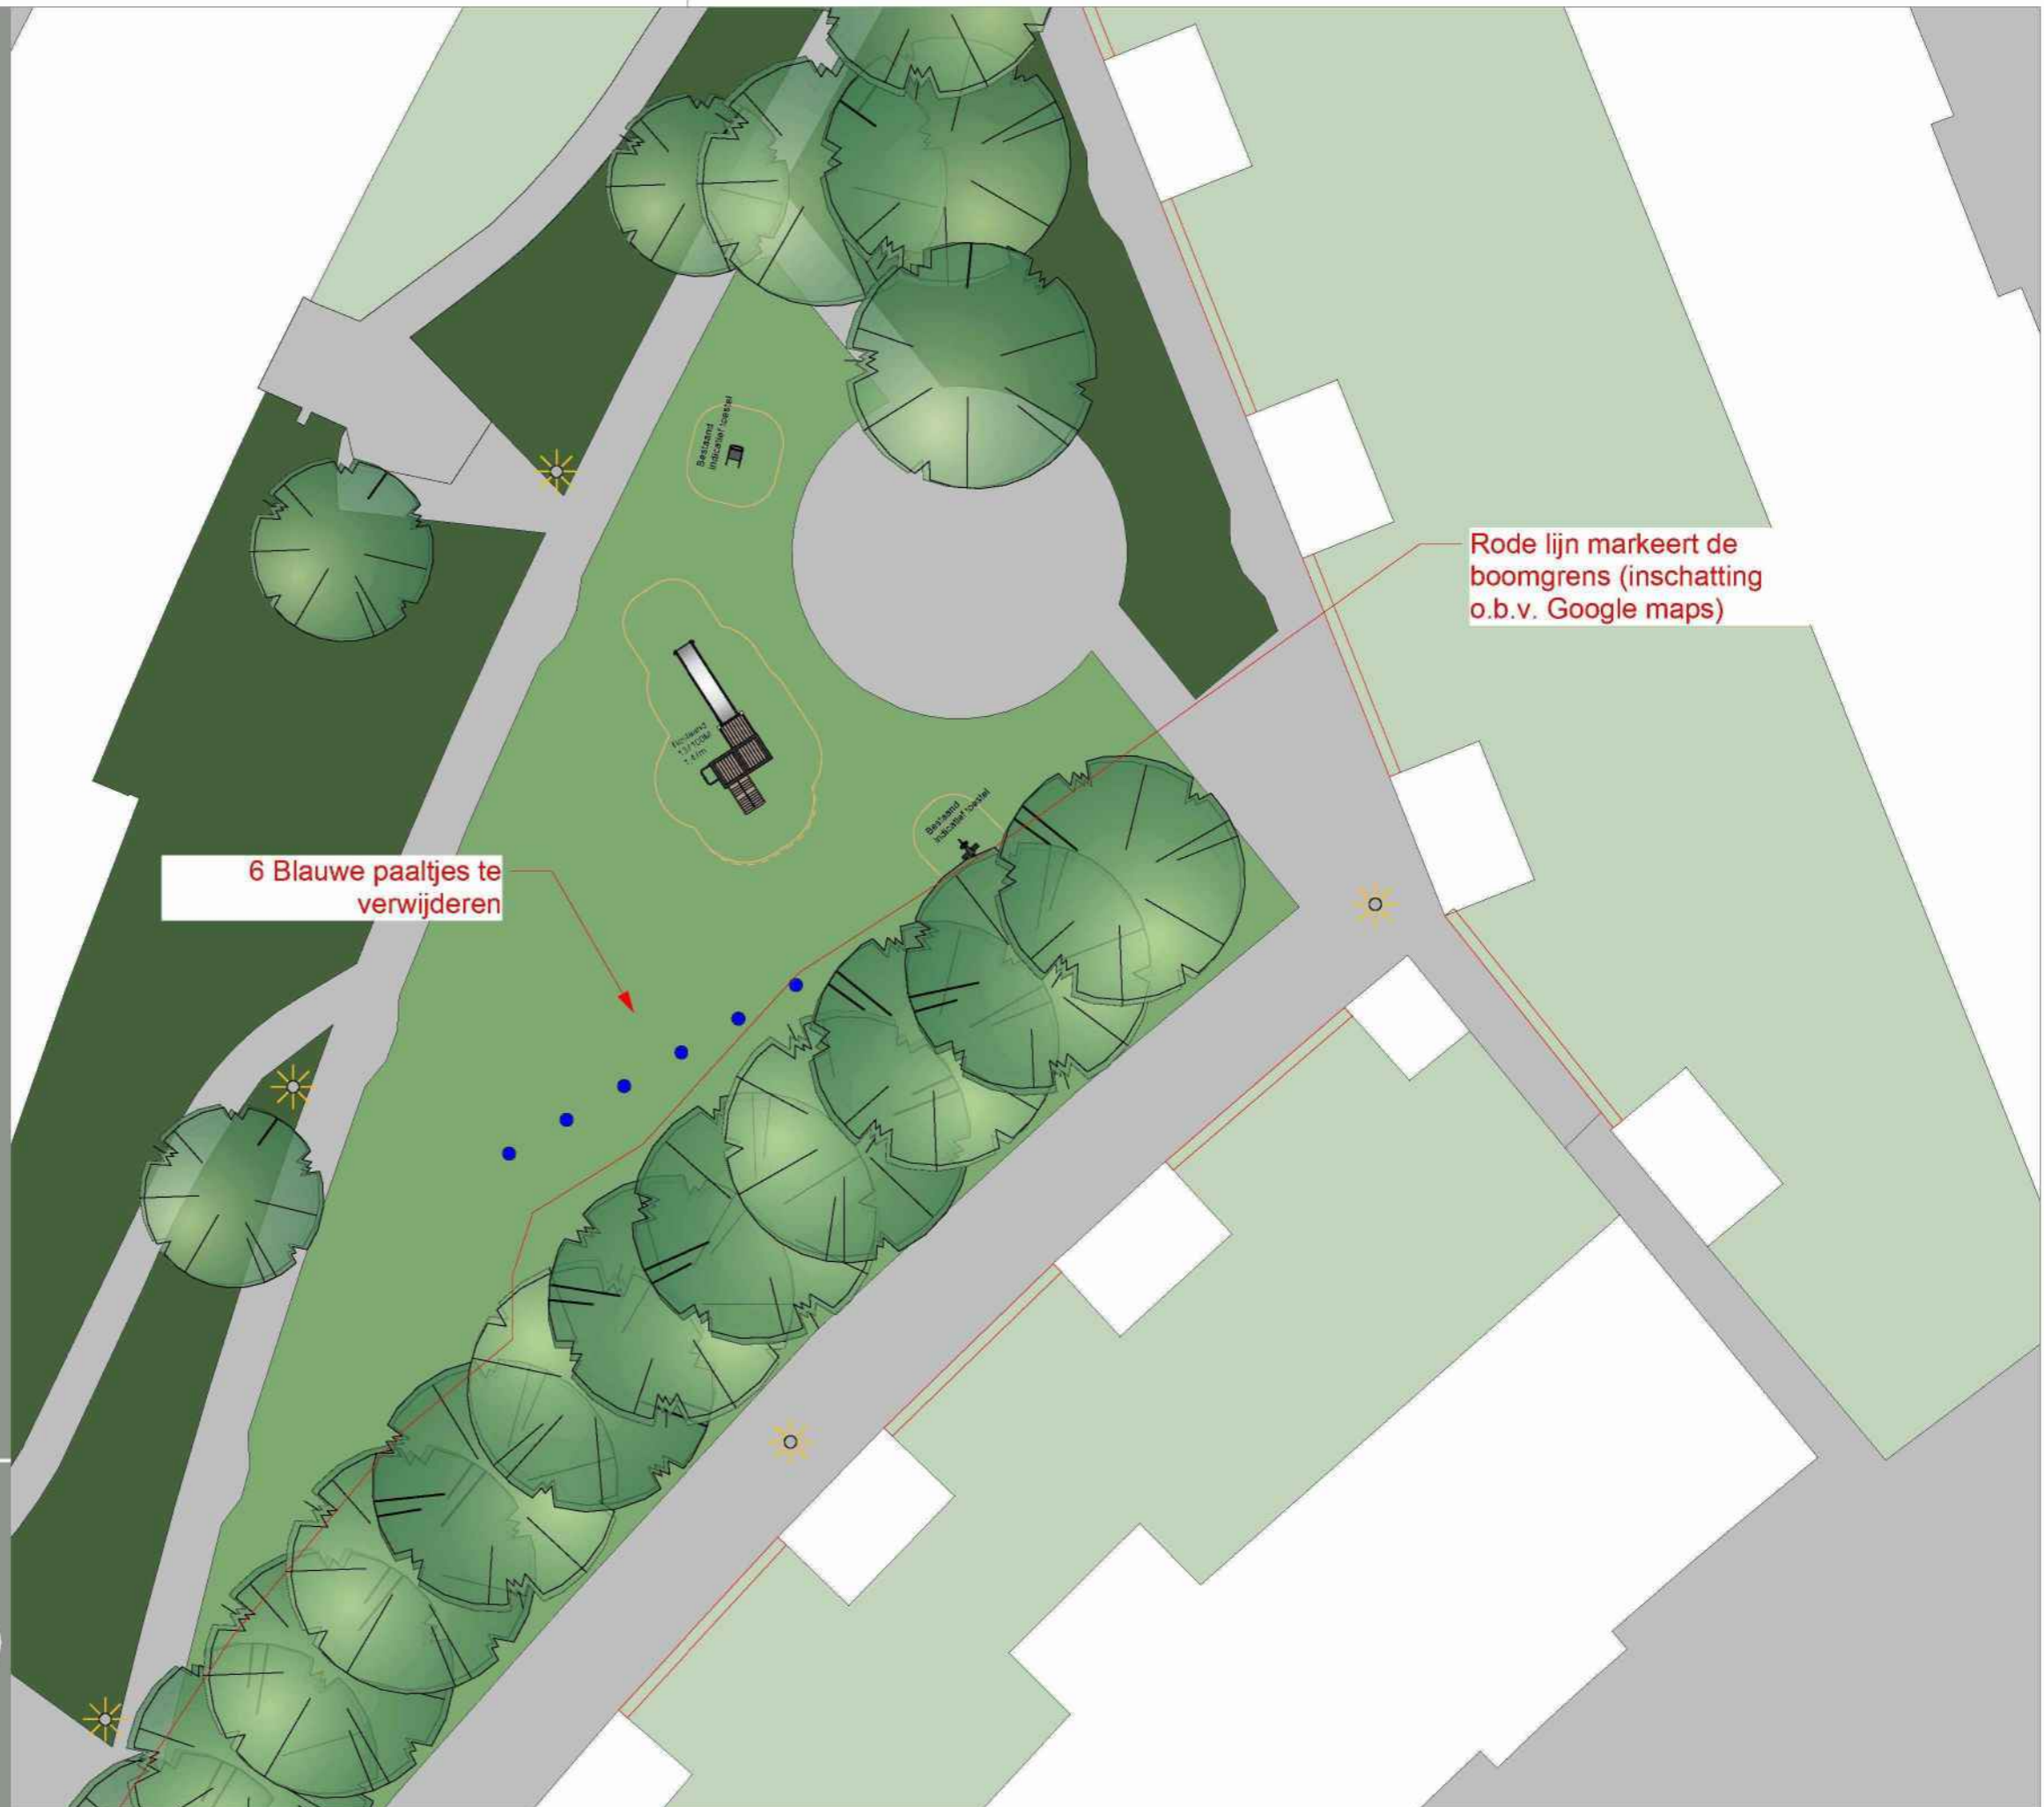 Bestaand
indicatief toestel
Rode lijn markeert de
boomgrens (inschatting
o.b.v. Google maps)
Bestaand
indicatief toestel
6 Blauwe paaltjes te
verwijderen